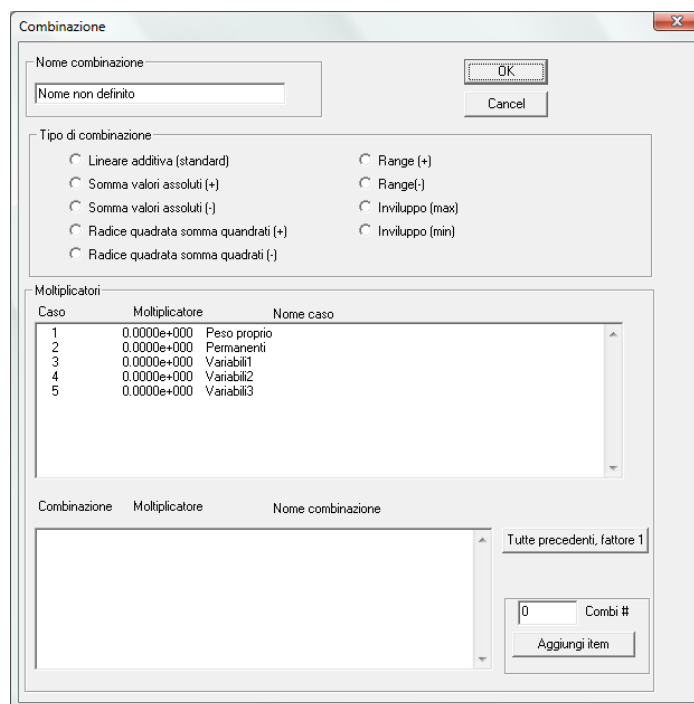 Combinazione
Nome combinazione
OK
Nome non definito
Cancel
Tipo di combinazione
Lineare additiva (standard)
Range (+)
Somma valori assoluti (+)
Range(-)
Somma valori assoluti (-)
Inviluppo (max)
Radice quadrata somma quandrati (+)
Inviluppo (min)
Radice quadrata somma quadrati (-)
Moltiplicatori
Caso Moltiplicatore Nome caso
1 0.0000e+000 Peso proprio
2 0.0000e+000 Permanenti
3 0.0000e+000 Variabili1
4 0.0000e+000 Variabili2
5 0.0000e+000 Variabili3
Combinazione Moltiplicatore Nome combinazione
Tutte precedenti, fattore 1
0 Combi #
Aggiungi item